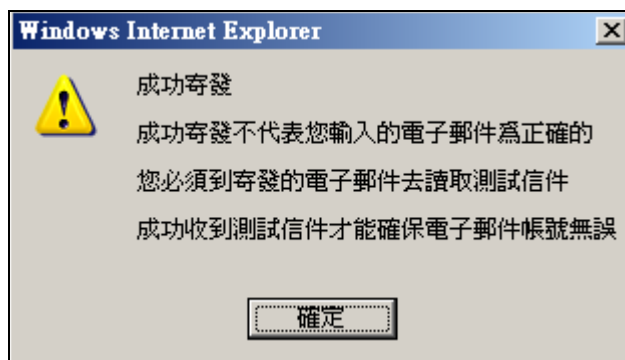 Windows Internet Explorer
成功寄發
成功寄發不代表您輸入的電子郵件爲正確的
您必須到寄發的電子郵件去讀取測試信件
成功收到測試信件才能確保電子郵件帳號無誤
確定